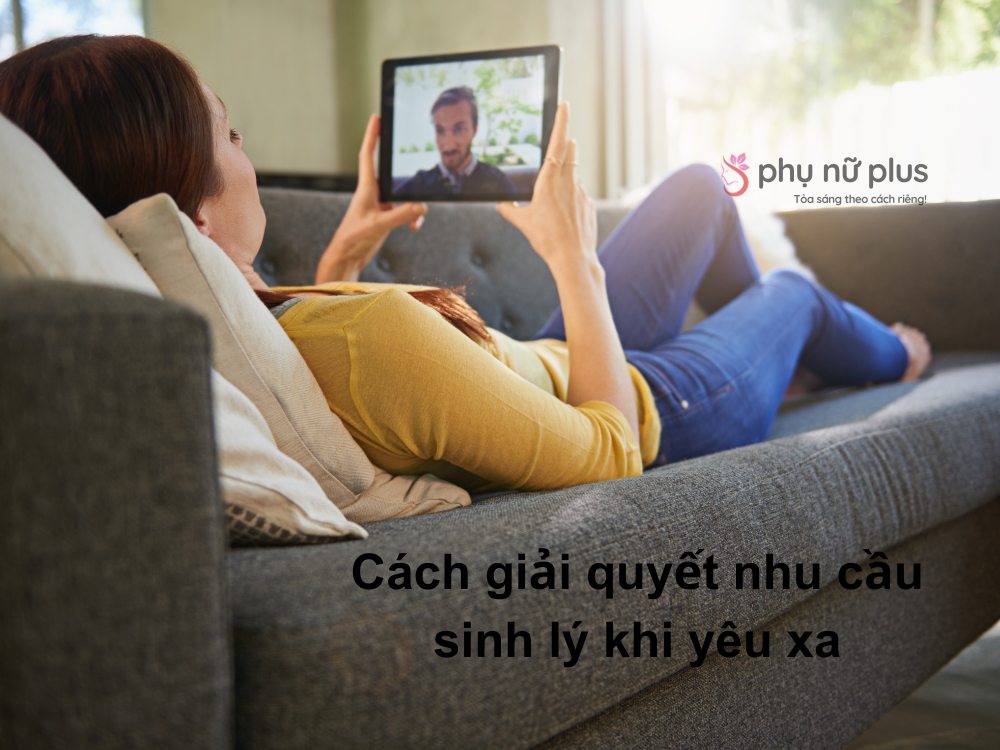 phụ nữ plus
Tỏa sáng theo cách riêng!
Cách giải quyết nhu cầu
sinh lý khi yêu xa